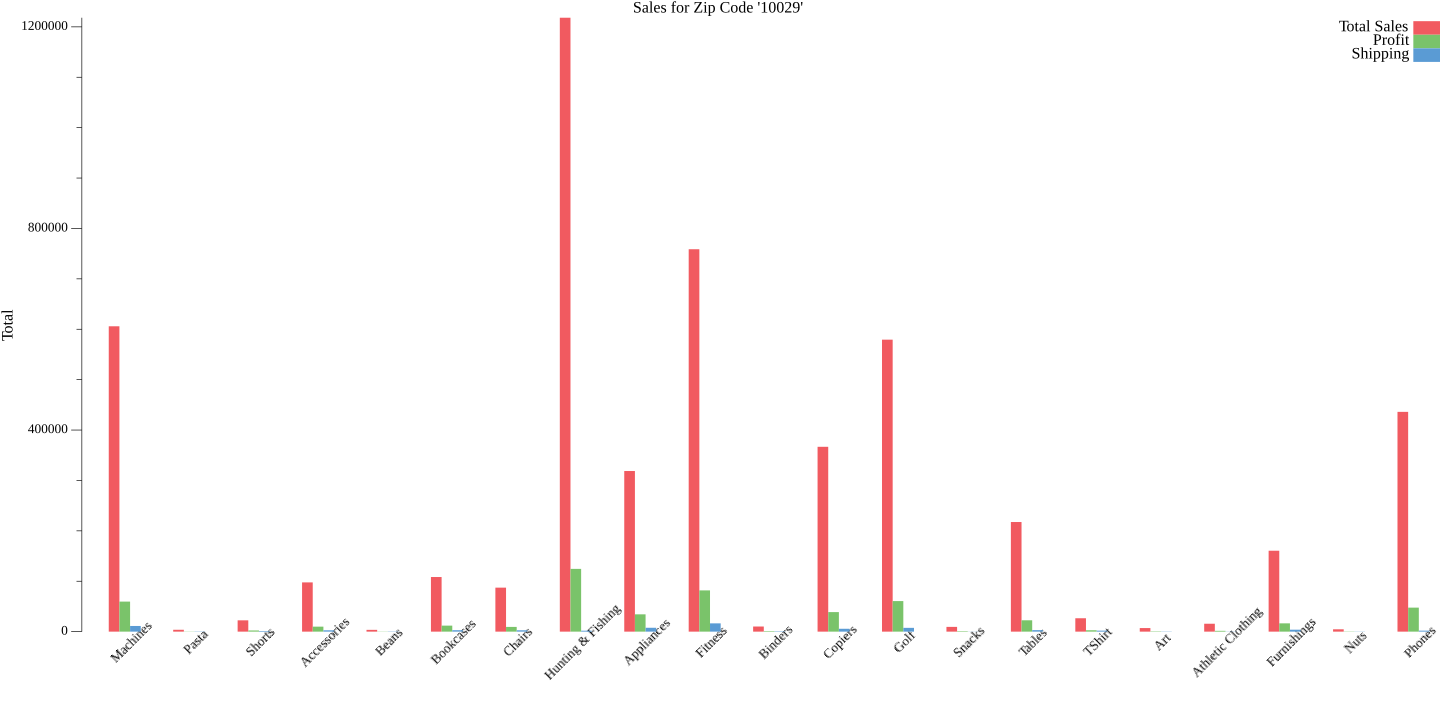 Sales for Zip Code '10029'
Total Sales
Profit
Shipping
Total
1200000
800000
400000
0
Machines
Pasta
Shorts
Accessories
Beans
Bookcases
Chairs
Hunting & Fishing
Appliances
Fitness
Binders
Copiers
Golf
Snacks
Tables
TShirt
Art
Athletic Clothing
Furnishings
Nuts
Phones